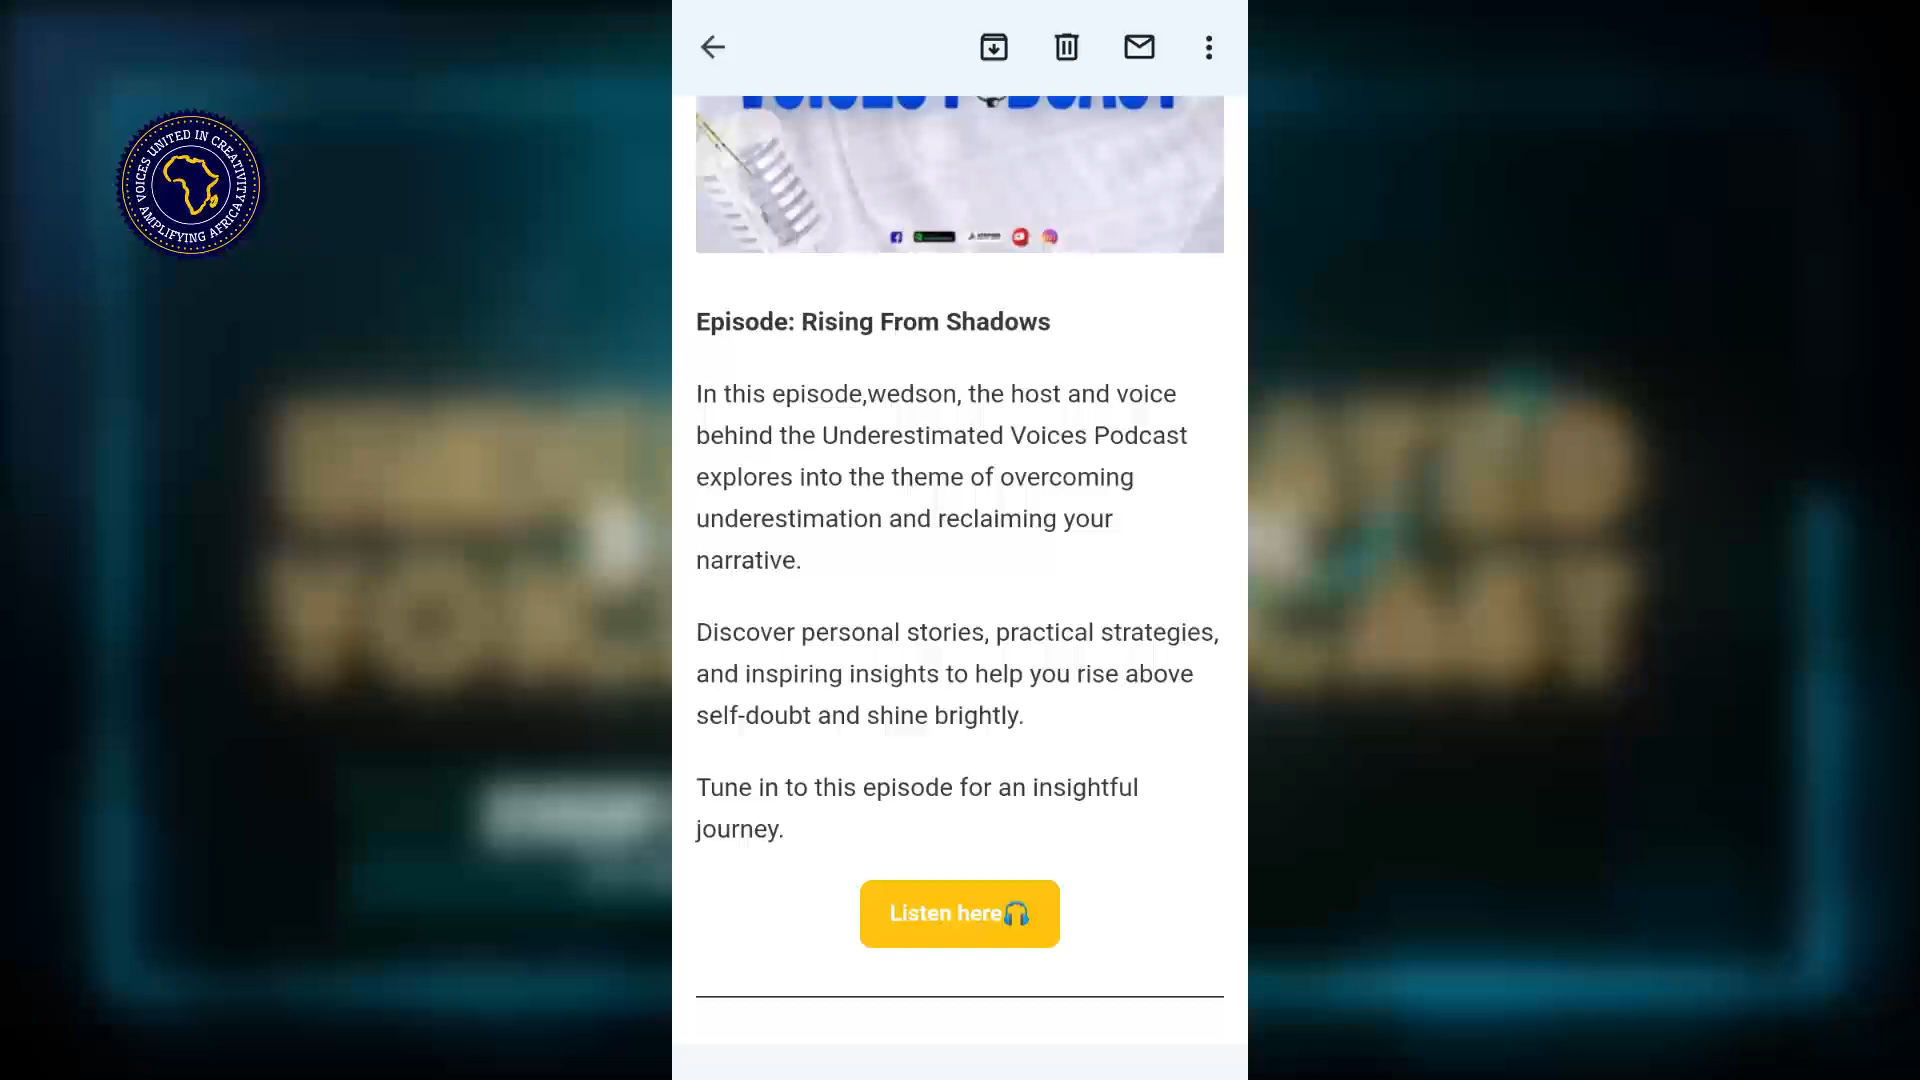 VOICES UNITED IN CREATIVITY
AMPLIFYING AFRICA
VOICES PODCAST
Episode: Rising From Shadows
In this episode,wedson, the host and voice
behind the Underestimated Voices Podcast
explores into the theme of overcoming
underestimation and reclaiming your
narrative.
Discover personal stories, practical strategies,
and inspiring insights to help you rise above
self-doubt and shine brightly.
Tune in to this episode for an insightful
journey.
Listen here🎧